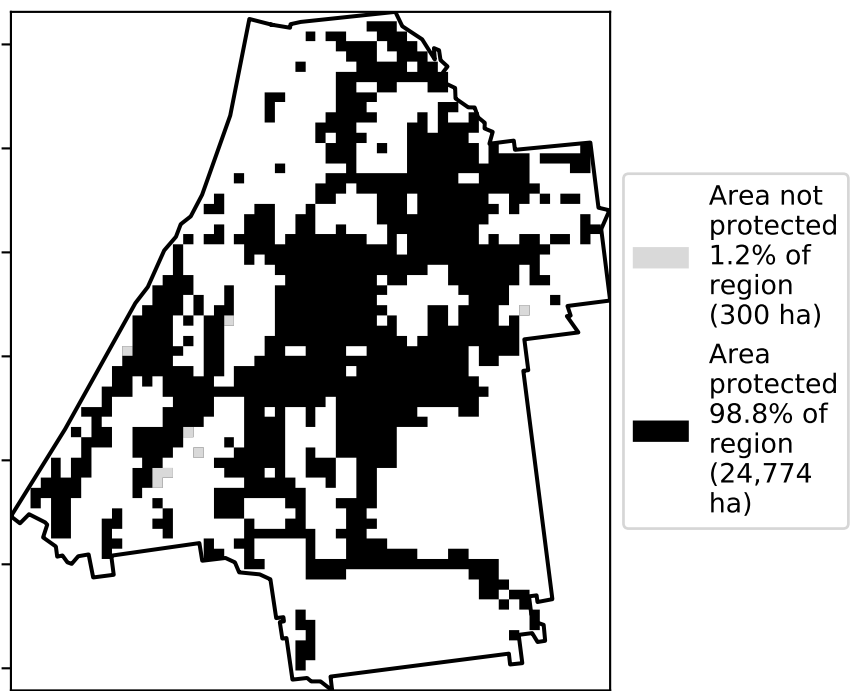 Area not
protected
1.2% of
region
(300 ha)
Area
protected
98.8% of
region
(24,774
ha)